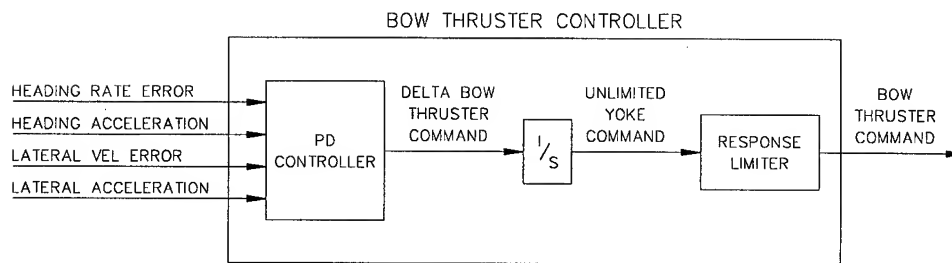 BOW THRUSTER CONTROLLER
HEADING RATE ERROR
HEADING ACCELERATION
LATERAL VEL ERROR
LATERAL ACCELERATION
PD
CONTROLLER
DELTA BOW
THRUSTER
COMMAND
1/S
UNLIMITED
YOKE
COMMAND
RESPONSE
LIMITER
BOW
THRUSTER
COMMAND